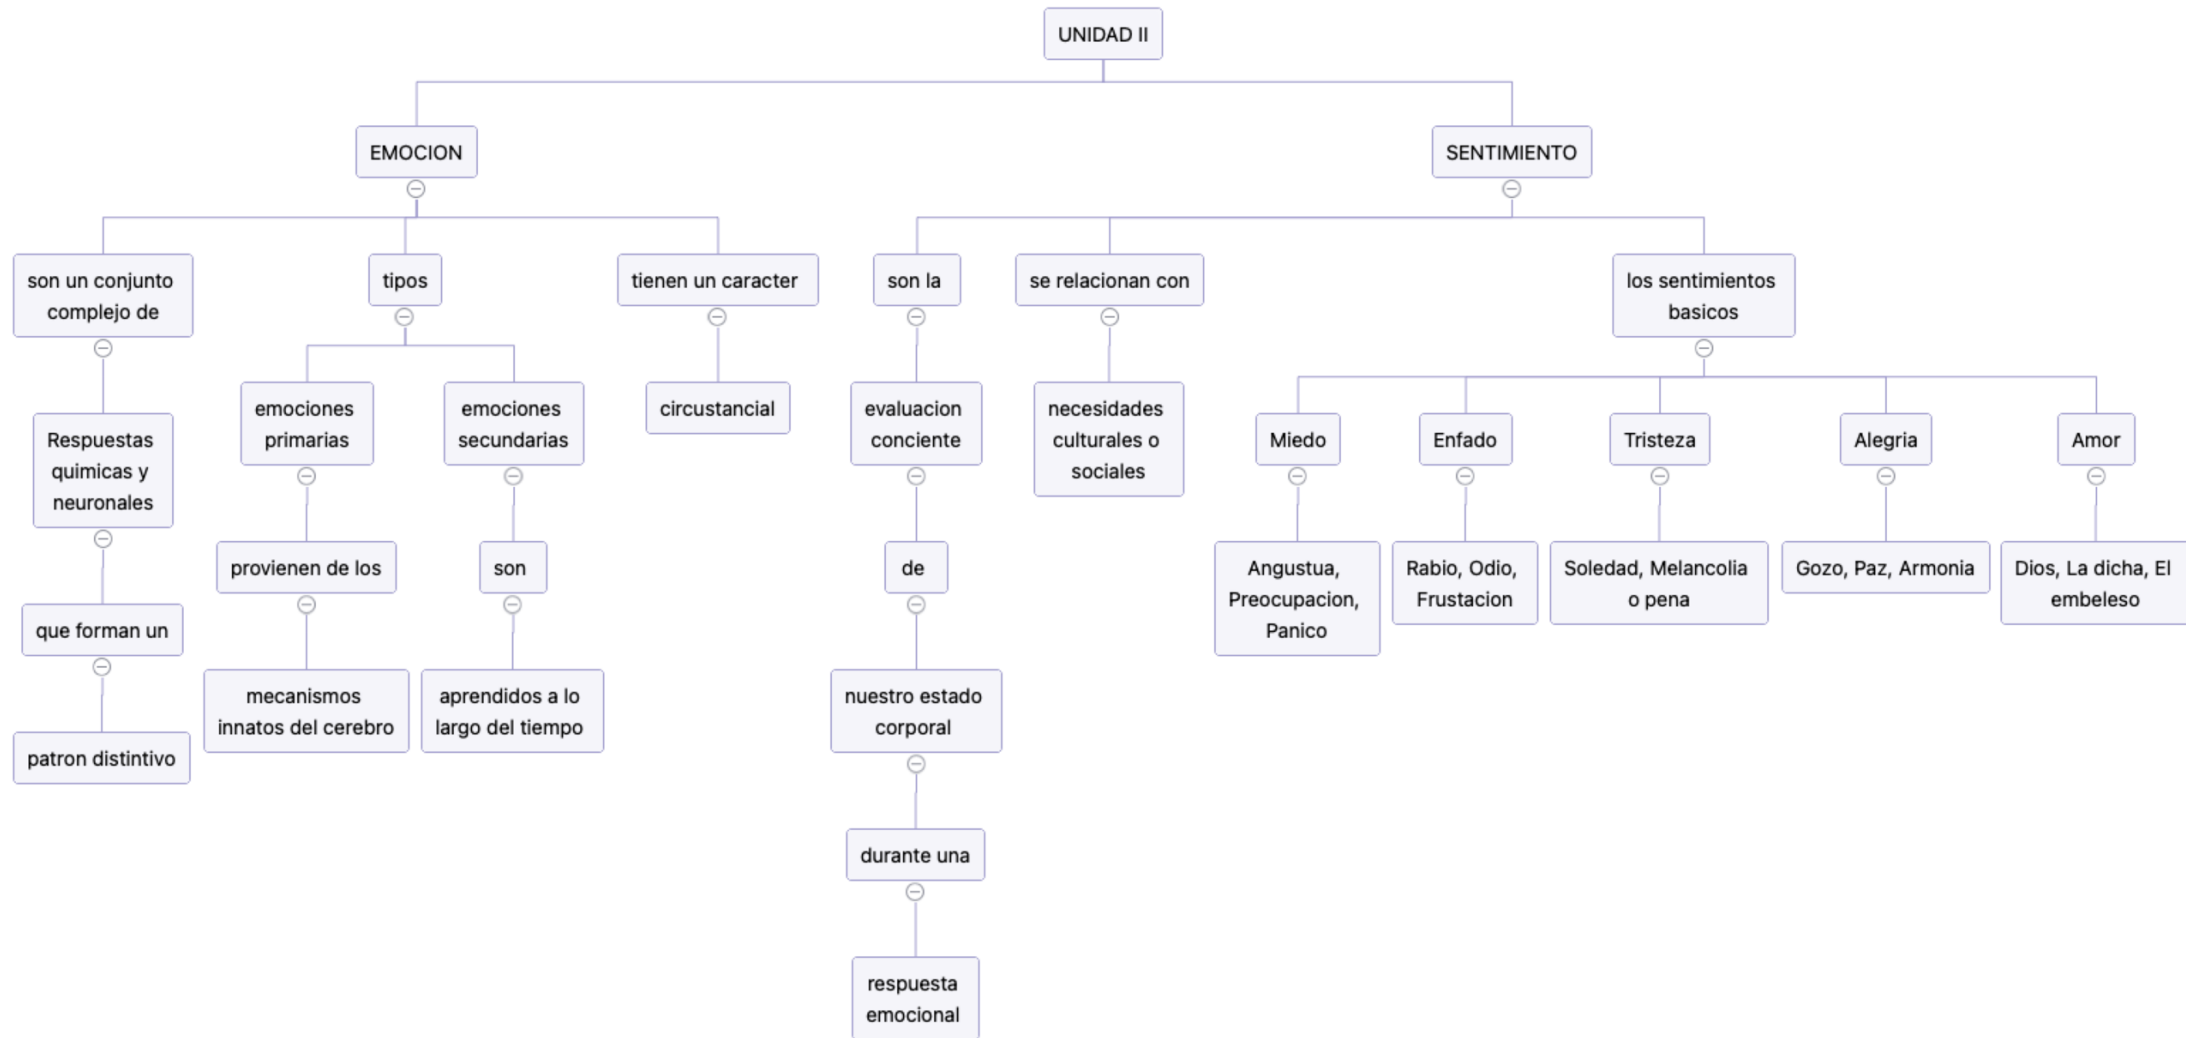 UNIDAD II
EMOCION
SENTIMIENTO
son un conjunto
complejo de
tipos
tienen un caracter
son la
se relacionan con
los sentimientos
basicos
Respuestas
quimicas y
neuronales
emociones
primarias
emociones
secundarias
circustancial
evaluacion
conciente
necesidades
culturales o
sociales
Miedo
Enfado
Tristeza
Alegria
Amor
que forman un
provienen de los
son
de
Angustua,
Preocupacion,
Panico
Rabio, Odio,
Frustacion
Soledad, Melancolia
o pena
Gozo, Paz, Armonia
Dios, La dicha, El
embeleso
patron distintivo
mecanismos
innatos del cerebro
aprendidos a lo
largo del tiempo
nuestro estado
corporal
durante una
respuesta
emocional